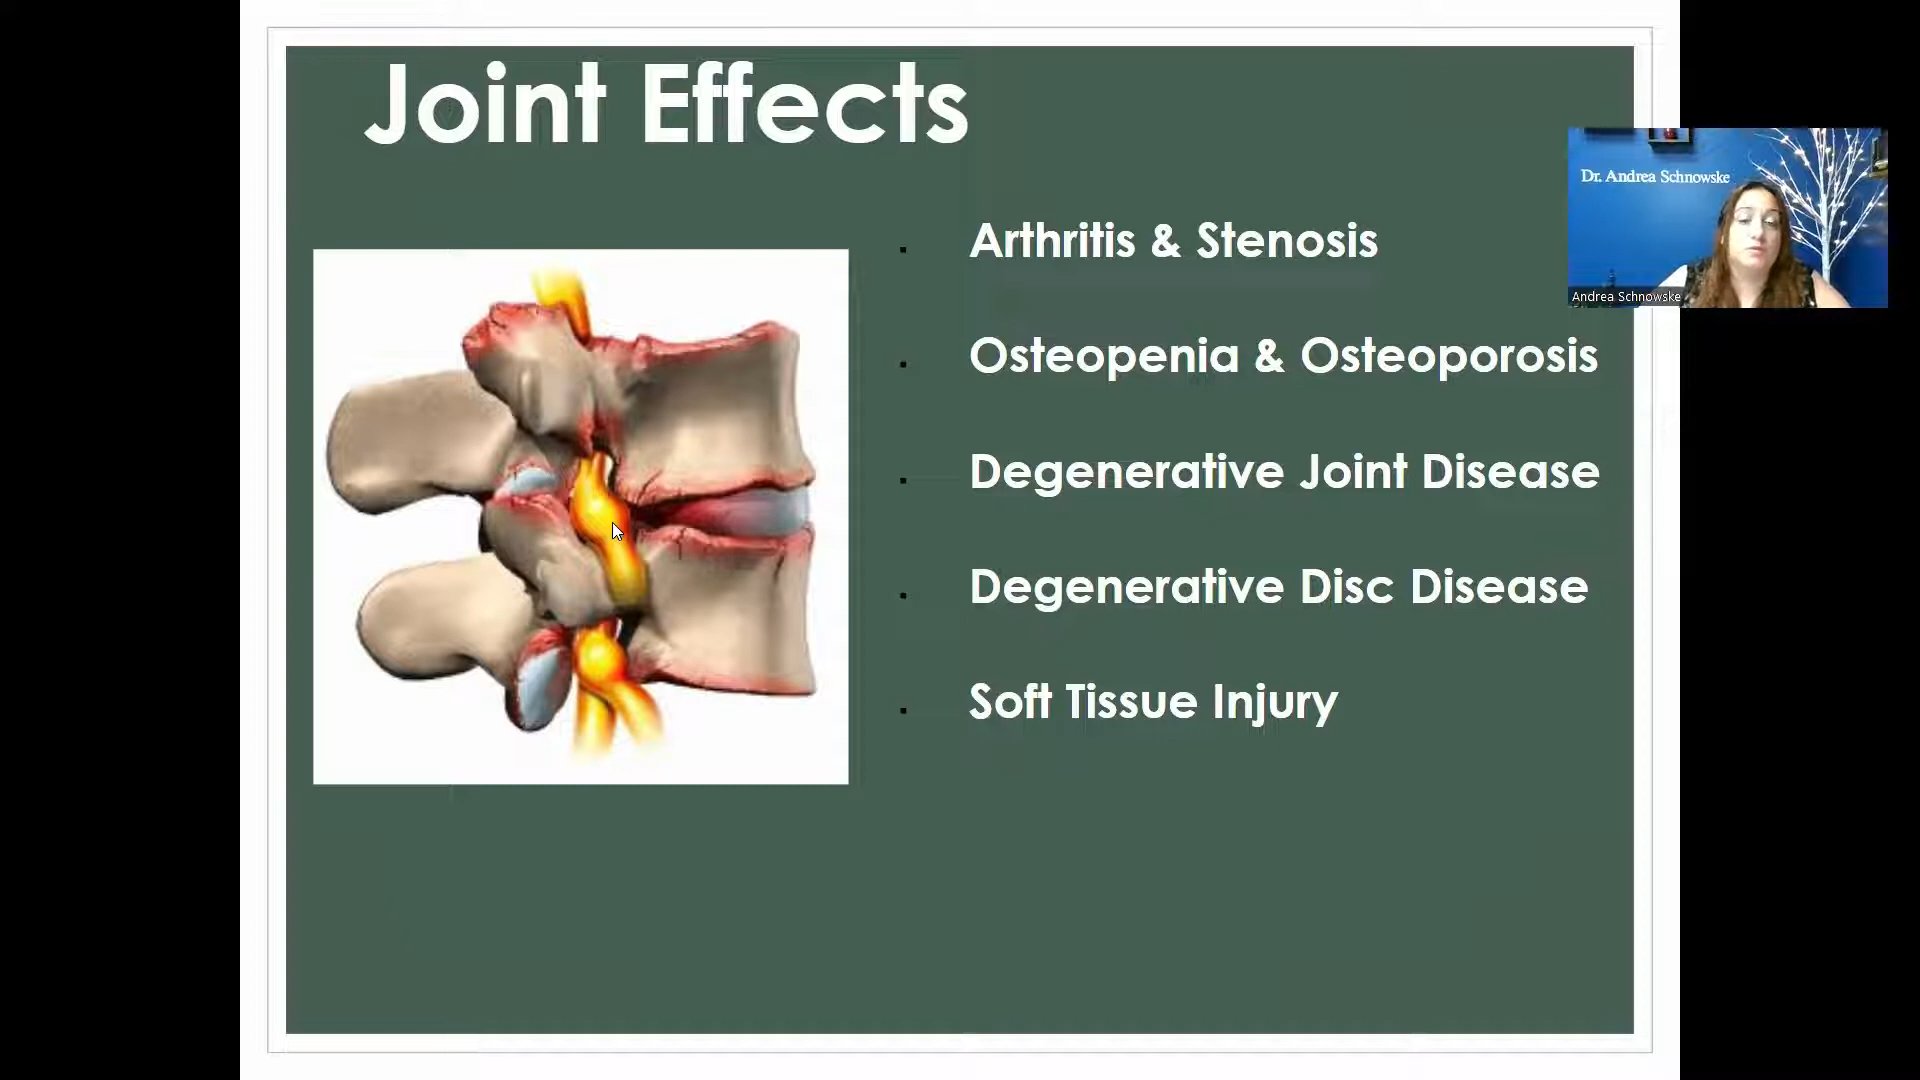 Joint Effects
Arthritis & Stenosis
Osteopenia & Osteoporosis
Degenerative Joint Disease
Degenerative Disc Disease
Soft Tissue Injury
Dr. Andrea Schnowske
Andrea Schnowske